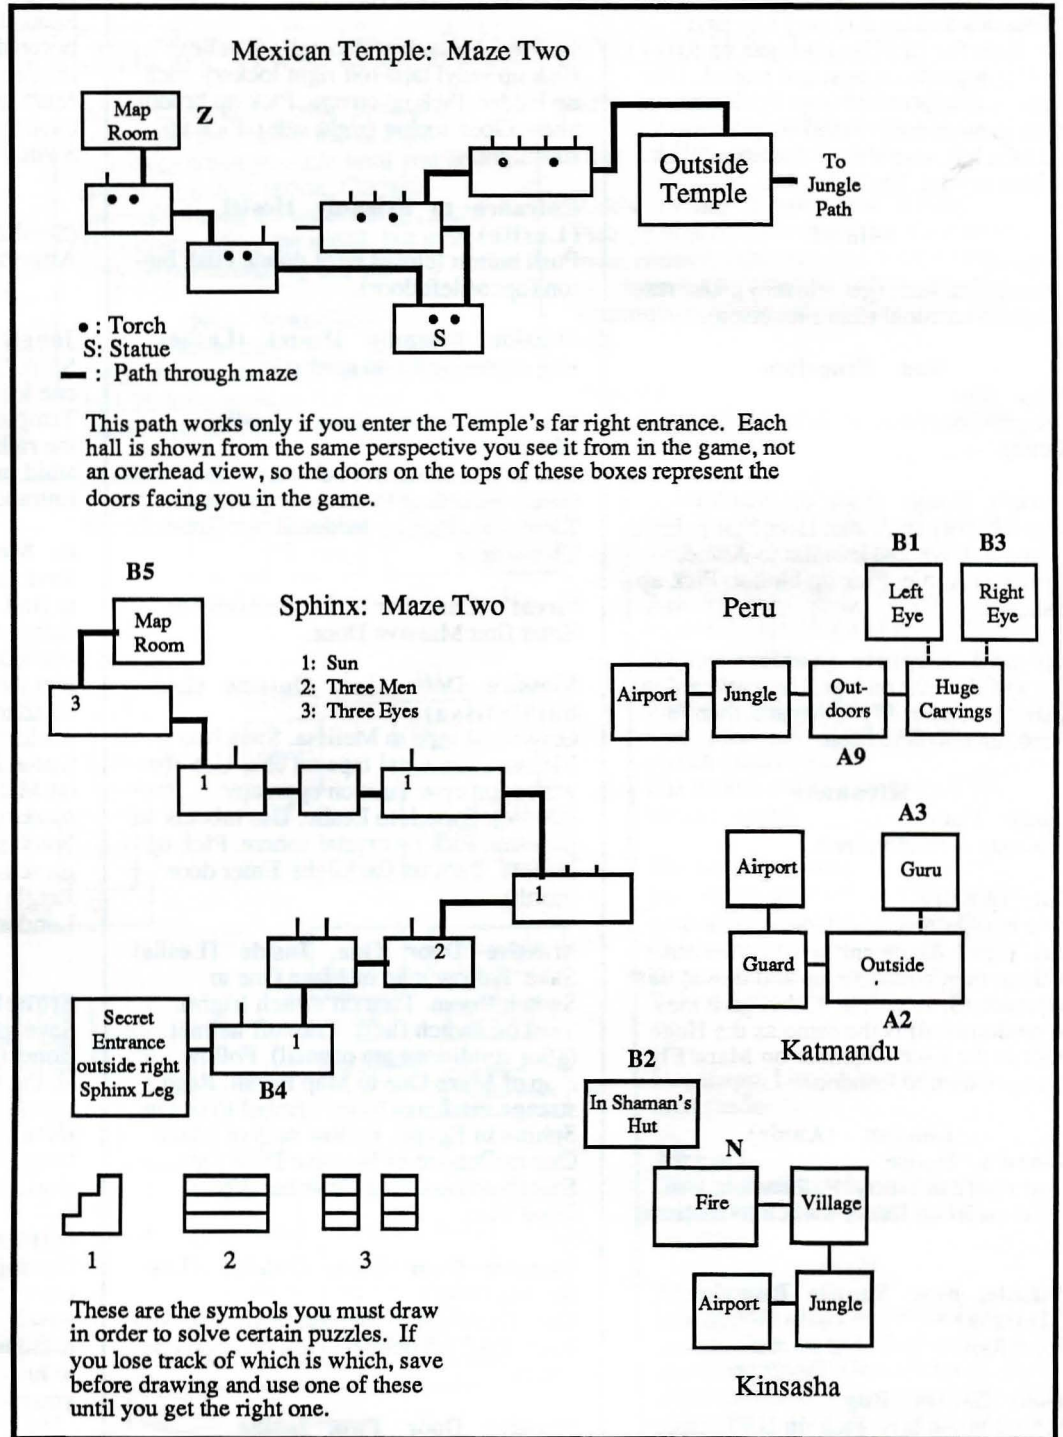 Mexican Temple: Maze Two
Map
Room
Z
Outside
Temple
To
Jungle
Path
S
• : Torch
S: Statue
— : Path through maze
This path works only if you enter the Temple's far right entrance. Each
hall is shown from the same perspective you see it from in the game, not
an overhead view, so the doors on the tops of these boxes represent the
doors facing you in the game.
B5
Map
Room
Sphinx: Maze Two
1: Sun
2: Three Men
3: Three Eyes
3
1
1
1
2
1
Secret
Entrance
outside right
Sphinx Leg
B4
1
2
3
These are the symbols you must draw
in order to solve certain puzzles. If
you lose track of which is which, save
before drawing and use one of these
until you get the right one.
Peru
B1
B3
Left
Eye
Right
Eye
Airport
Jungle
Out-
doors
Huge
Carvings
A9
A3
Airport
Guru
Guard
Outside
A2
Katmandu
B2
In Shaman's
Hut
N
Fire
Village
Airport
Jungle
Kinsasha